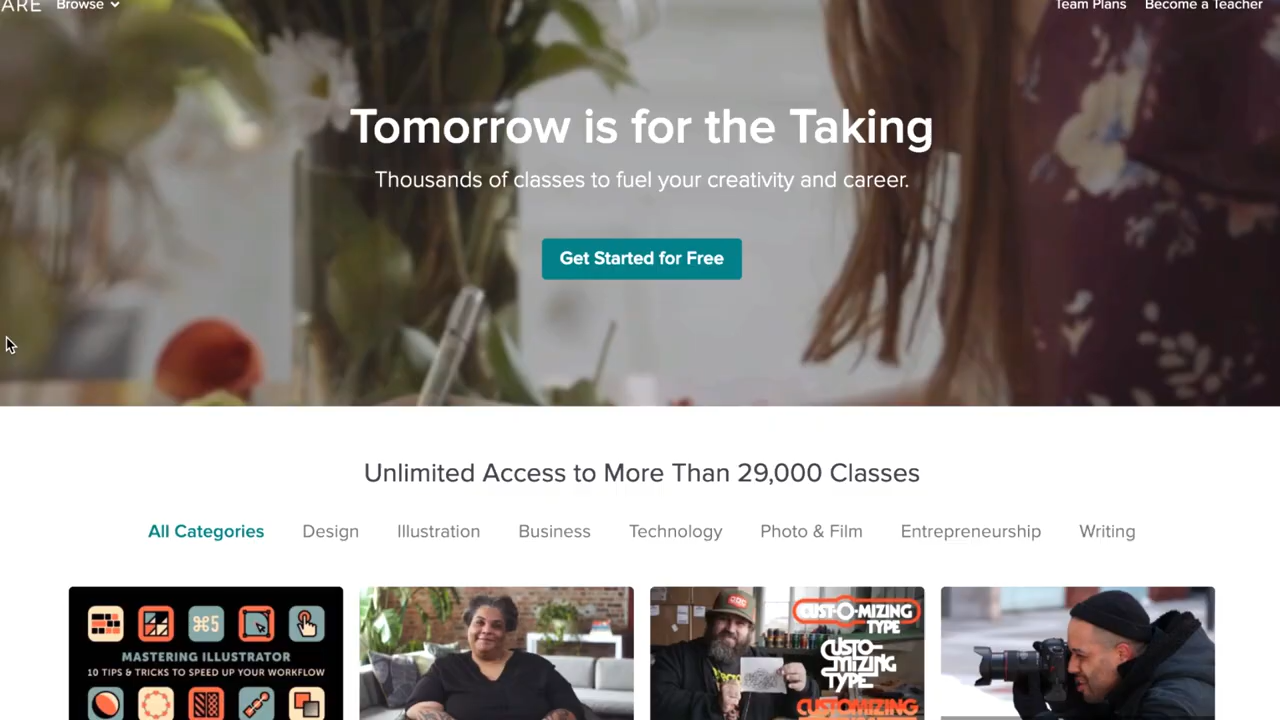 ARE Browse Team Plans Become a Teacher
Tomorrow is for the Taking
Thousands of classes to fuel your creativity and career.
Get Started for Free
Unlimited Access to More Than 29,000 Classes
All Categories Design Illustration Business Technology Photo & Film Entrepreneurship Writing
⌘5
MASTERING ILLUSTRATOR
10 TIPS & TRICKS TO SPEED UP YOUR WORKFLOW
CUST-O-MIZING
TYPE
CUSTO-
MIZING
TYPE
CUSTOMIZING